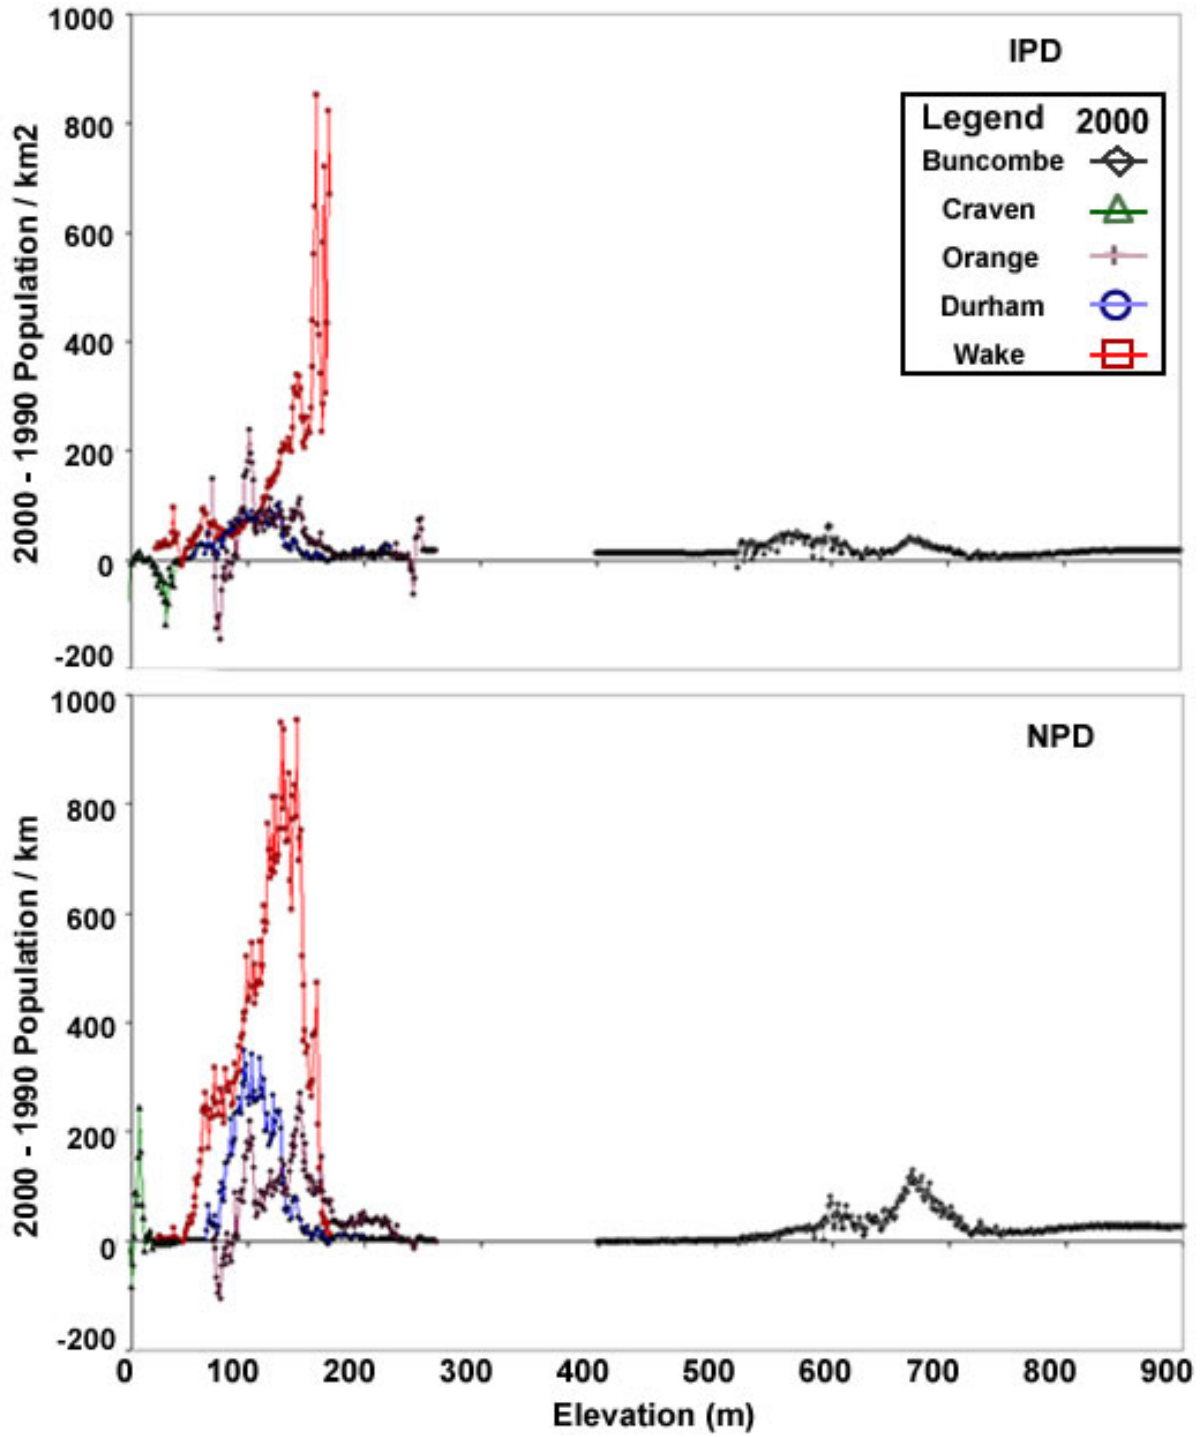 1000
800
600
400
200
0
-200
2000 - 1990 Population / km2
IPD
Legend 2000
Buncombe
Craven
Orange
Durham
Wake
1000
800
600
400
200
0
-200
2000 - 1990 Population / km
NPD
0 100 200 300 400 500 600 700 800 900
Elevation (m)